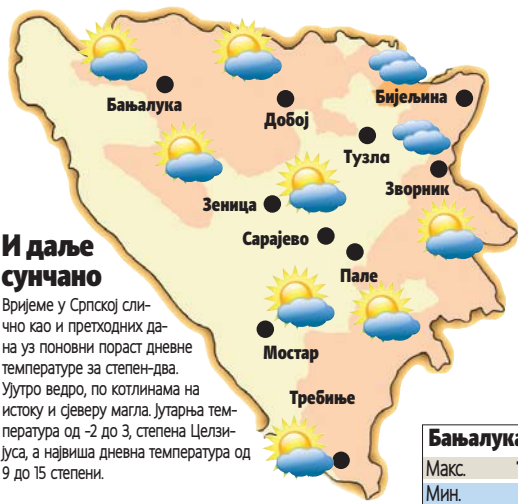 Бањалука
Добој
Бијељина
Тузла
Зворник
Зеница
Сарајево
Пале
Мостар
Требиње
И даље
сунчано
Вријеме у Српској сли-
чно као и претходних да-
на уз поновни пораст дневне
температуре за степен-два.
Ујутро ведро, по котлинама на
истоку и сјеверу магла. Јутарња тем-
пература од -2 до 3, степена Целзи-
јуса, а највиша дневна температура од
9 до 15 степени.
Бањалука
Макс.
Мин.